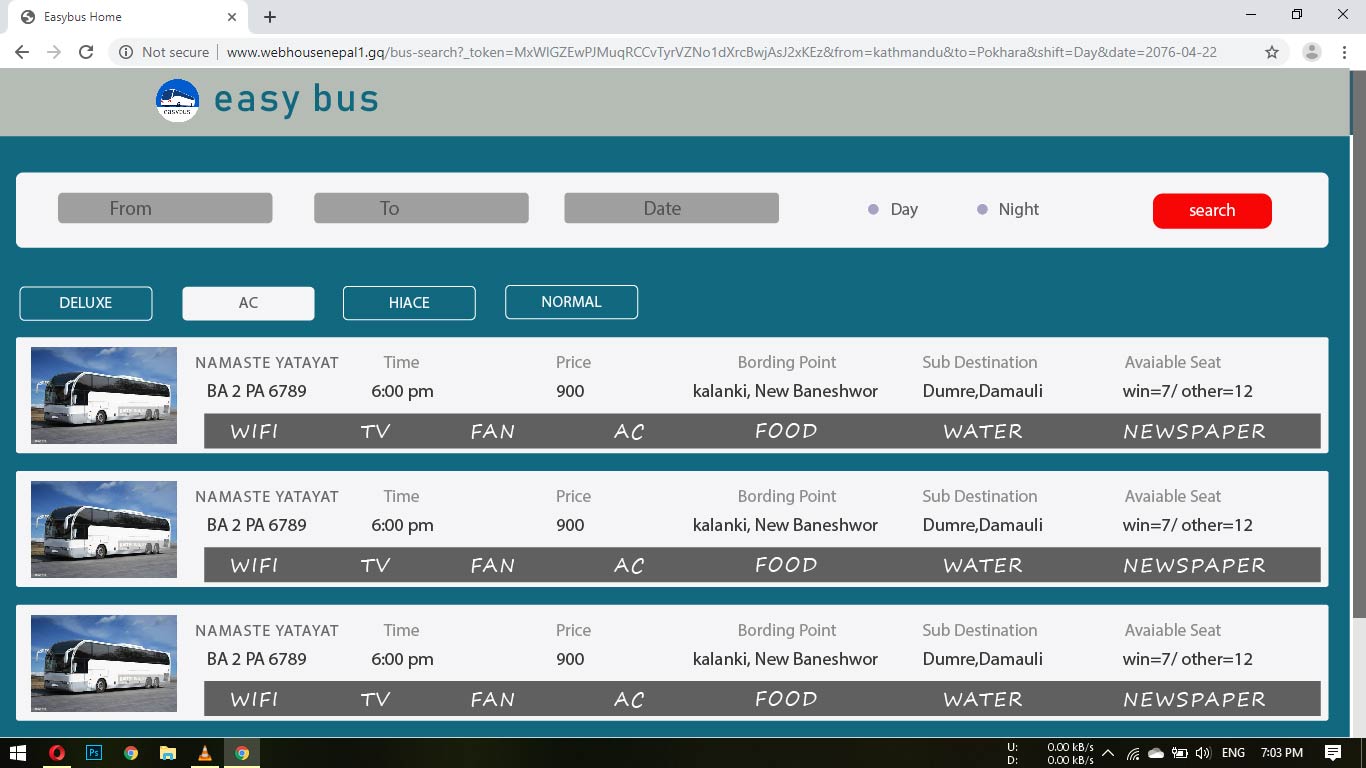 Easybus Home
Not secure www.webhousenepal1.gq/bus-search?_token=MxWIGZEwPJMuqRCCvTyrVZNo1dXrcBwjAsJ2xKEz&from=kathmandu&to=Pokhara&shift=Day&date=2076-04-22
easybus easy bus
From To Date Day Night search
DELUXE AC HIACE NORMAL
NAMASTE YATAYAT Time Price Bording Point Sub Destination Avaiable Seat
BA 2 PA 6789 6:00 pm 900 kalanki, New Baneshwor Dumre,Damauli win=7/ other=12
WIFI TV FAN AC FOOD WATER NEWSPAPER
NAMASTE YATAYAT Time Price Bording Point Sub Destination Avaiable Seat
BA 2 PA 6789 6:00 pm 900 kalanki, New Baneshwor Dumre,Damauli win=7/ other=12
WIFI TV FAN AC FOOD WATER NEWSPAPER
NAMASTE YATAYAT Time Price Bording Point Sub Destination Avaiable Seat
BA 2 PA 6789 6:00 pm 900 kalanki, New Baneshwor Dumre,Damauli win=7/ other=12
WIFI TV FAN AC FOOD WATER NEWSPAPER
Ps U: 0.00 kB/s ENG 7:03 PM
D: 0.00 kB/s